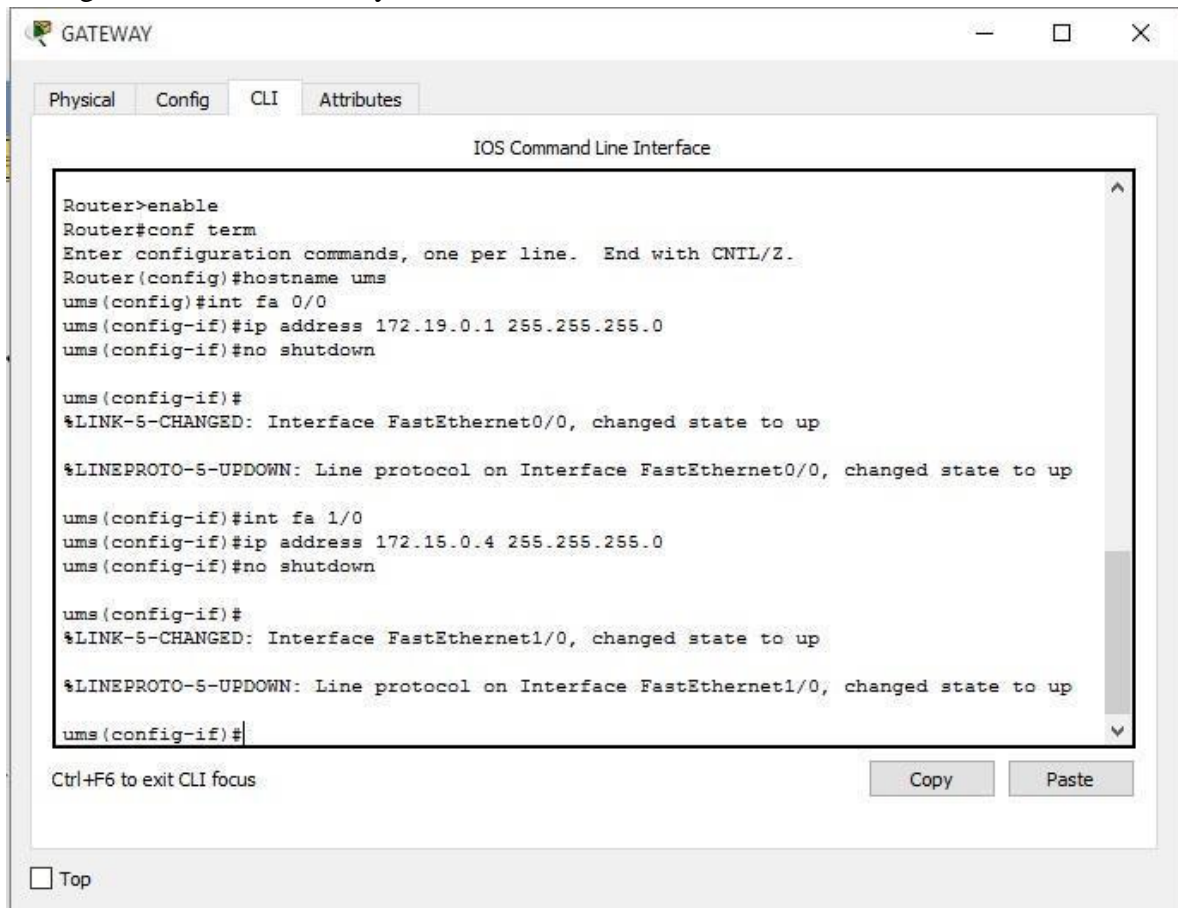 GATEWAY
Physical Config CLI Attributes
IOS Command Line Interface
Router>enable
Router#conf term
Enter configuration commands, one per line.  End with CNTL/Z.
Router(config)#hostname ums
ums(config)#int fa 0/0
ums(config-if)#ip address 172.19.0.1 255.255.255.0
ums(config-if)#no shutdown
ums(config-if)#
%LINK-5-CHANGED: Interface FastEthernet0/0, changed state to up
%LINEPROTO-5-UPDOWN: Line protocol on Interface FastEthernet0/0, changed state to up
ums(config-if)#int fa 1/0
ums(config-if)#ip address 172.15.0.4 255.255.255.0
ums(config-if)#no shutdown
ums(config-if)#
%LINK-5-CHANGED: Interface FastEthernet1/0, changed state to up
%LINEPROTO-5-UPDOWN: Line protocol on Interface FastEthernet1/0, changed state to up
ums(config-if)#
Ctrl+F6 to exit CLI focus
Copy Paste
Top